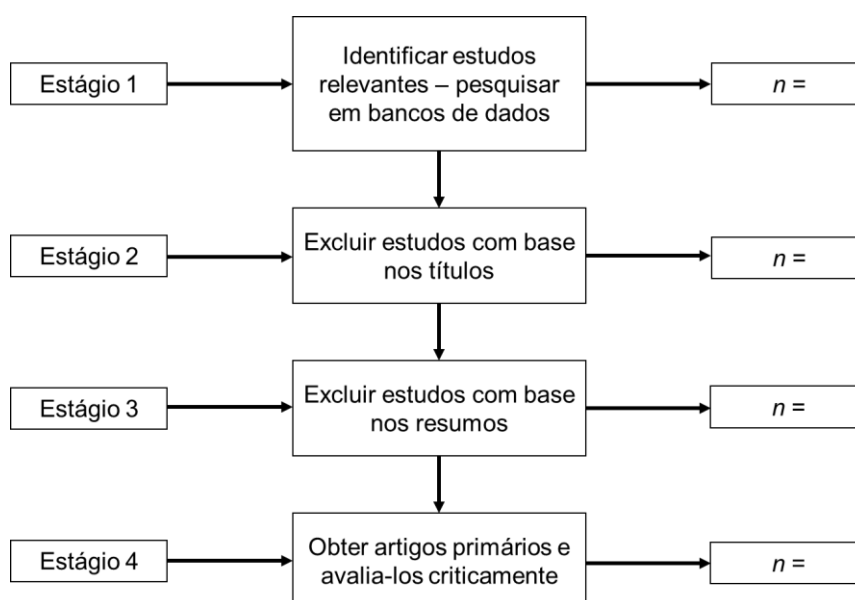 Estágio 1
Identificar estudos
relevantes – pesquisar
em bancos de dados
n =
Estágio 2
Excluir estudos com base
nos títulos
n =
Estágio 3
Excluir estudos com base
nos resumos
n =
Estágio 4
Obter artigos primários e
avalia-los criticamente
n =